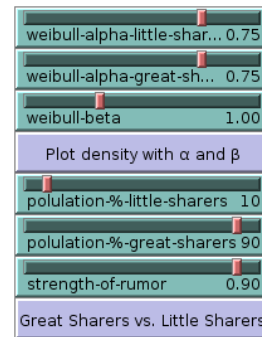 weibull-alpha-little-shar... 0.75
weibull-alpha-great-sh... 0.75
weibull-beta 1.00
Plot density with α and β
polulation-%-little-sharers 10
polulation-%-great-sharers 90
strength-of-rumor 0.90
Great Sharers vs. Little Sharers